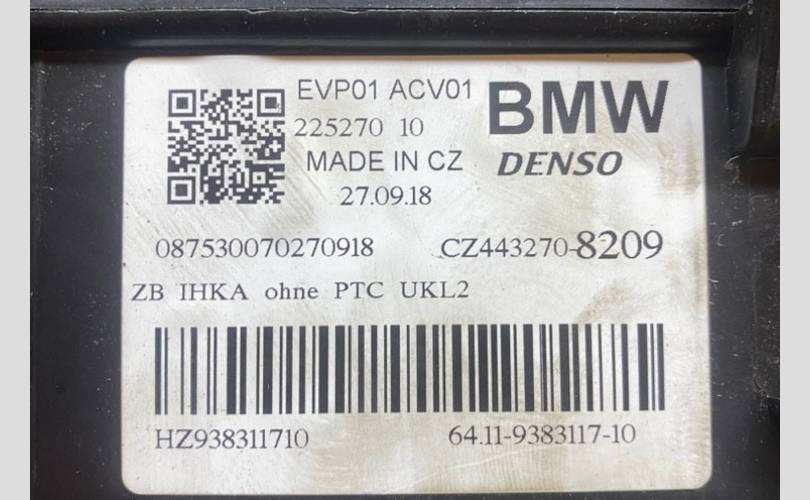 EVP01 ACV01
BMW
225270 10
MADE IN CZ
DENSO
27.09.18
087530070270918
CZ443270-8209
ZB IHKA ohne PTC UKL2
HZ938311710
64.11-9383117-10